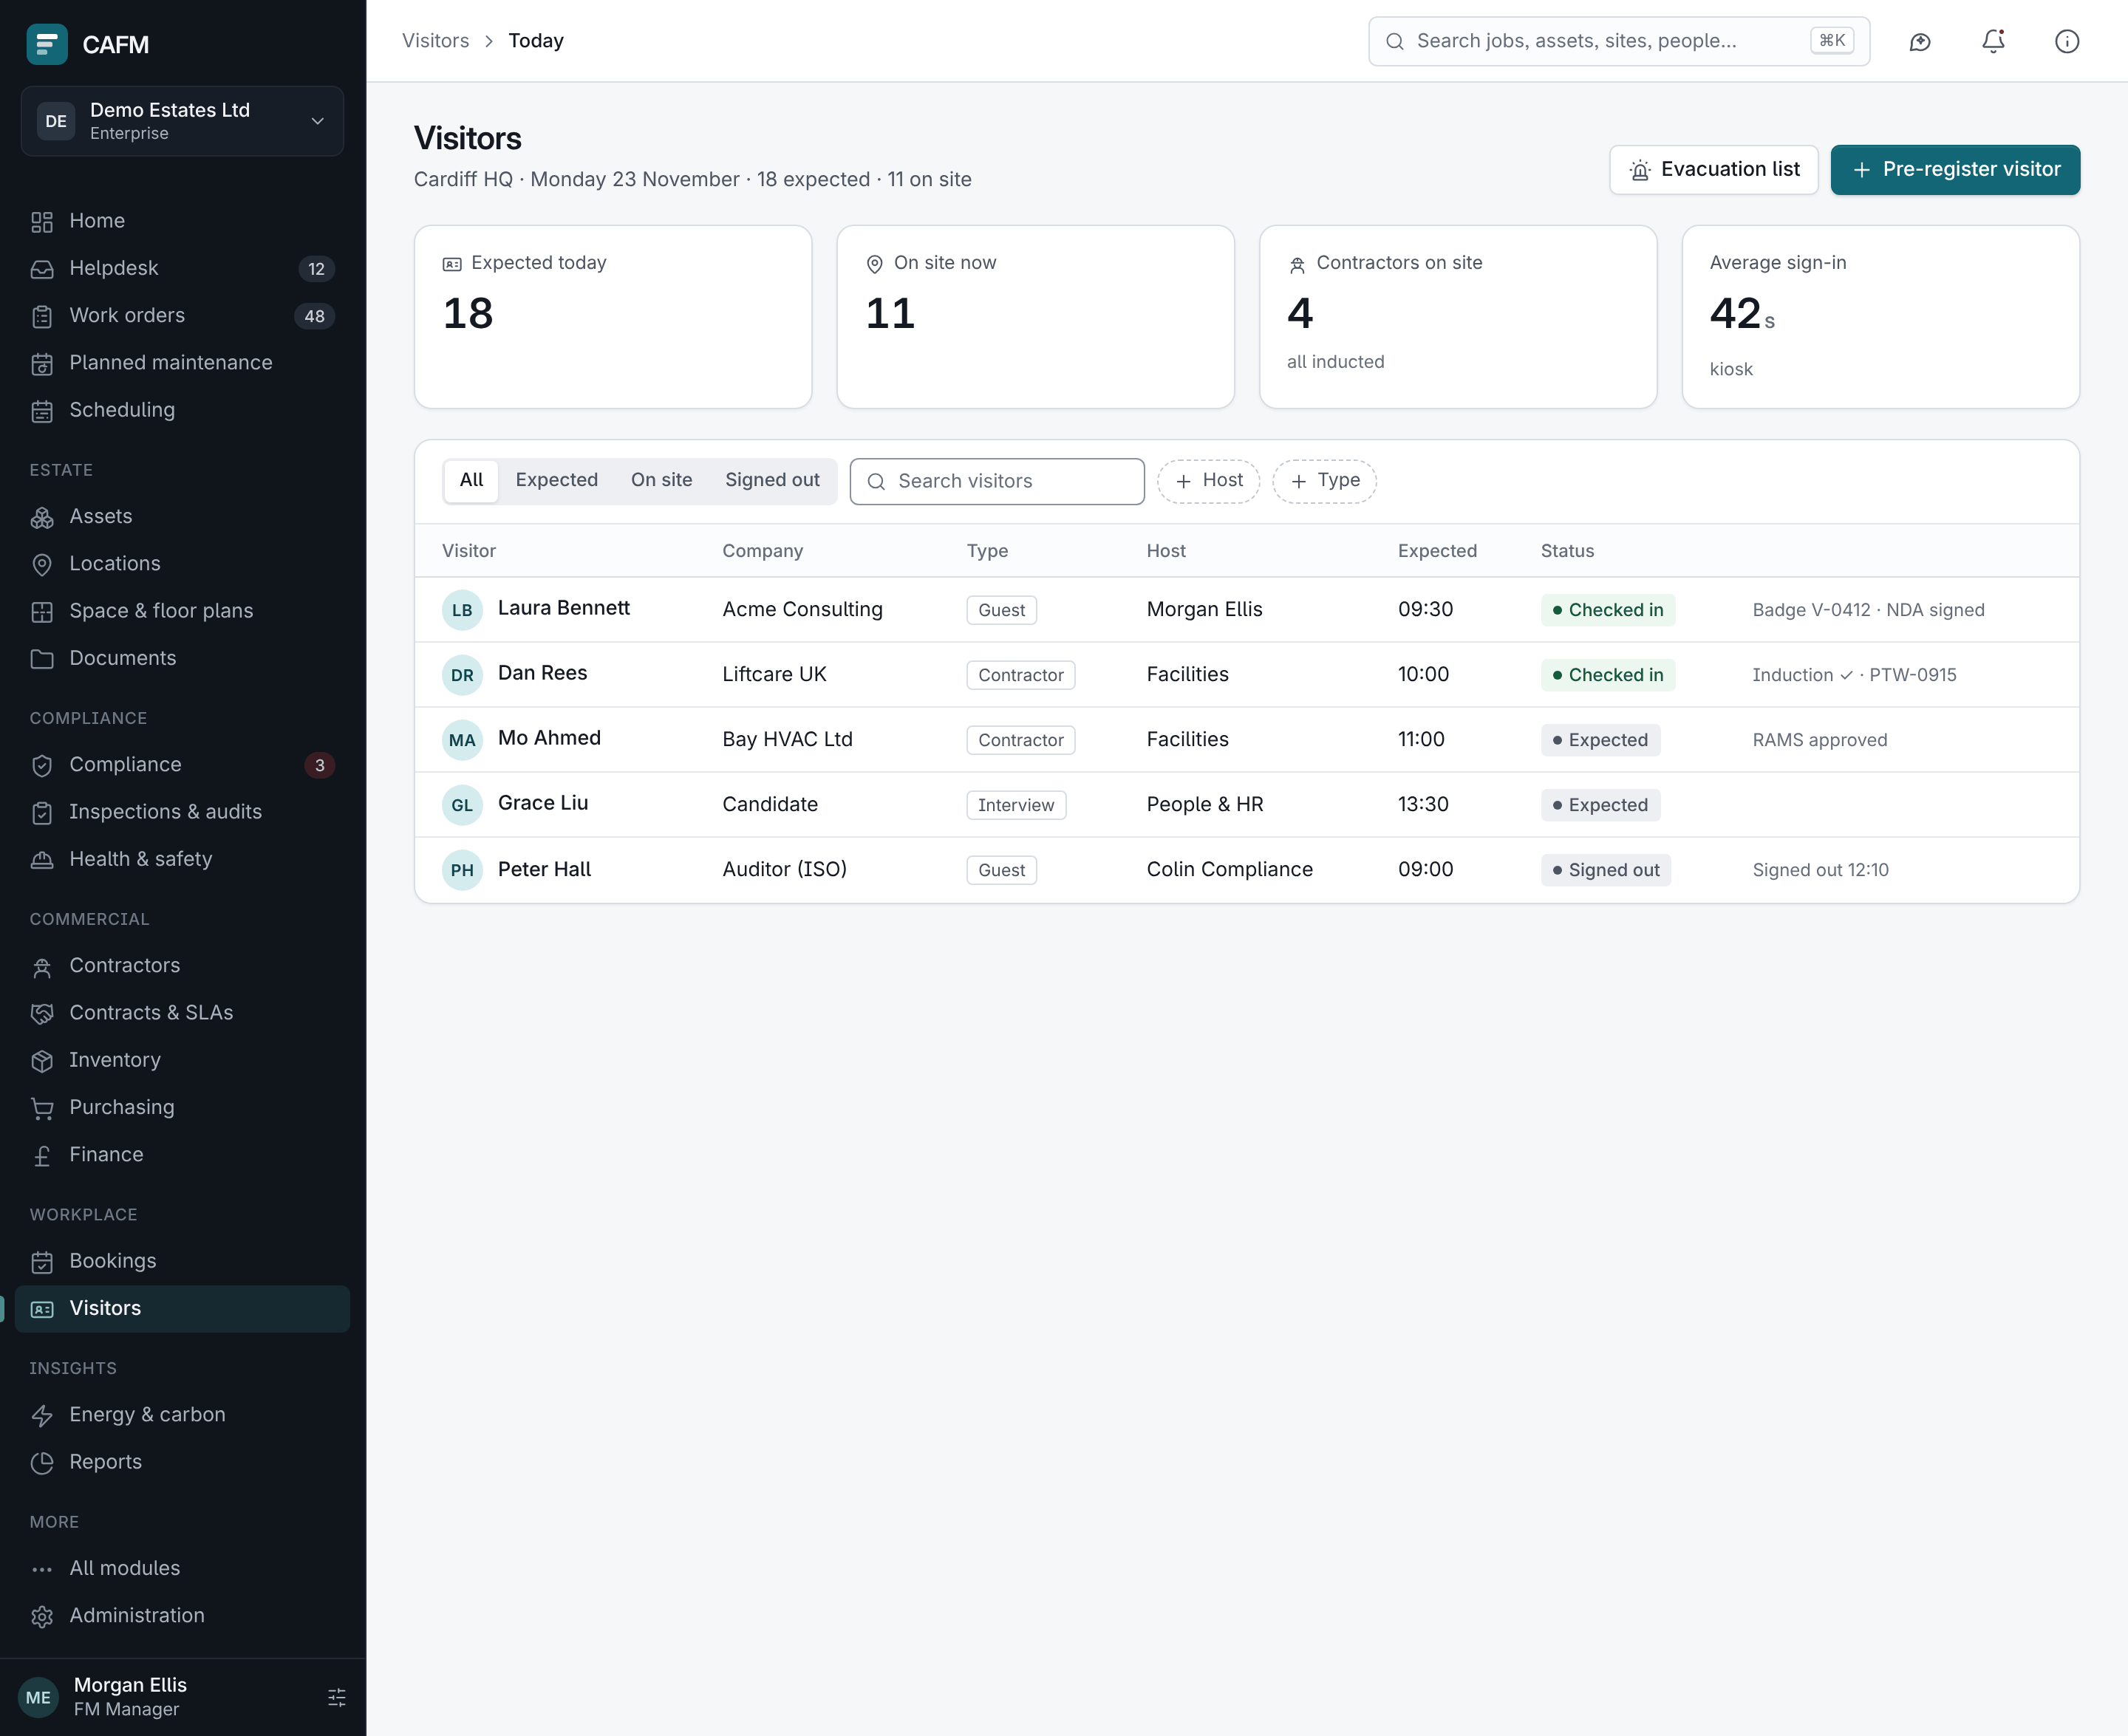 CAFM
DE
Demo Estates Ltd
Enterprise
Home
Helpdesk 12
Work orders 48
Planned maintenance
Scheduling
ESTATE
Assets
Locations
Space & floor plans
Documents
COMPLIANCE
Compliance 3
Inspections & audits
Health & safety
COMMERCIAL
Contractors
Contracts & SLAs
Inventory
Purchasing
Finance
WORKPLACE
Bookings
Visitors
INSIGHTS
Energy & carbon
Reports
MORE
All modules
Administration
ME
Morgan Ellis
FM Manager
Visitors > Today
Search jobs, assets, sites, people... ⌘K
Visitors
Cardiff HQ · Monday 23 November · 18 expected · 11 on site
Evacuation list
+ Pre-register visitor
Expected today
18
On site now
11
Contractors on site
4
all inducted
Average sign-in
42 s
kiosk
All Expected On site Signed out Search visitors + Host + Type
Visitor Company Type Host Expected Status
LB Laura Bennett Acme Consulting Guest Morgan Ellis 09:30 Checked in Badge V-0412 · NDA signed
DR Dan Rees Liftcare UK Contractor Facilities 10:00 Checked in Induction ✓ · PTW-0915
MA Mo Ahmed Bay HVAC Ltd Contractor Facilities 11:00 Expected RAMS approved
GL Grace Liu Candidate Interview People & HR 13:30 Expected
PH Peter Hall Auditor (ISO) Guest Colin Compliance 09:00 Signed out Signed out 12:10